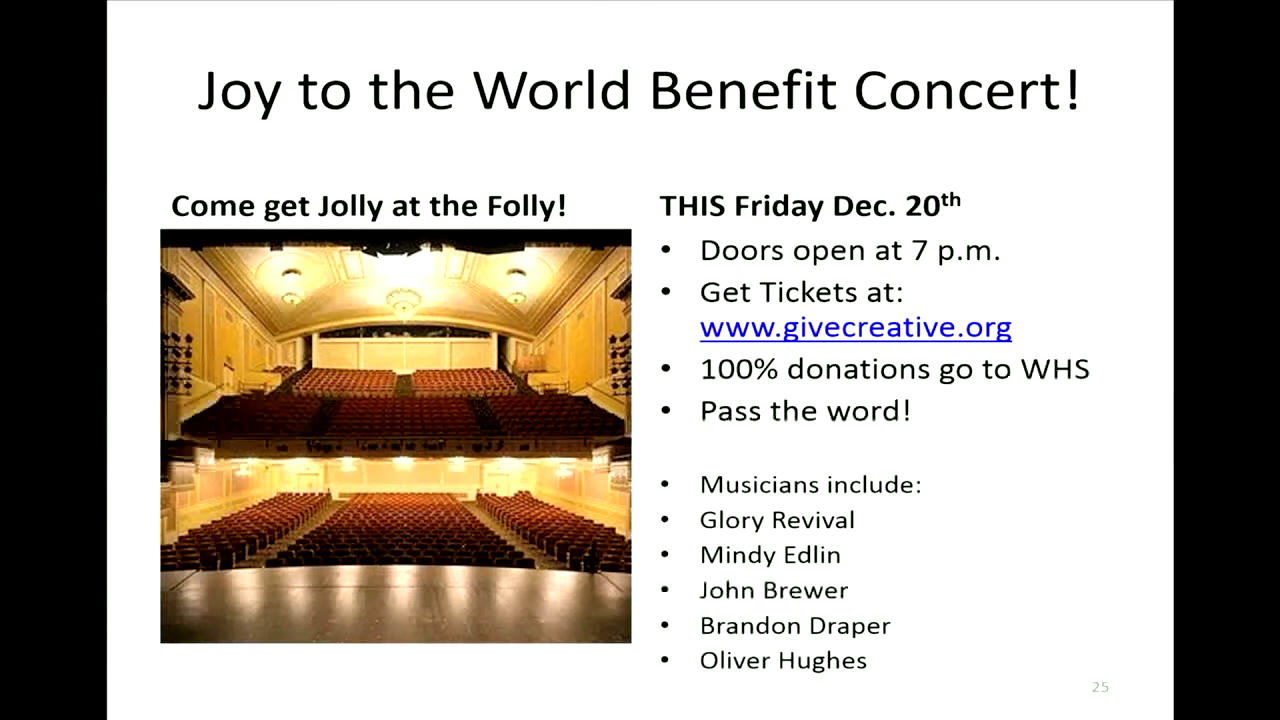 Joy to the World Benefit Concert!
Come get Jolly at the Folly!
THIS Friday Dec. 20th
• Doors open at 7 p.m.
• Get Tickets at:
www.givecreative.org
• 100% donations go to WHS
• Pass the word!
• Musicians include:
• Glory Revival
• Mindy Edlin
• John Brewer
• Brandon Draper
• Oliver Hughes
25